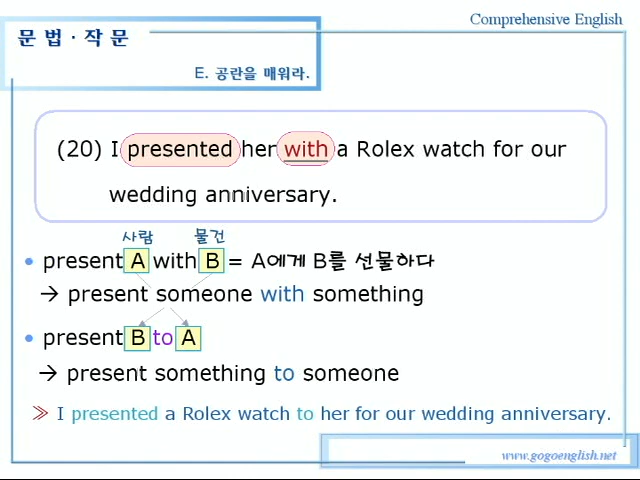 Comprehensive English
문 법 · 작 문
E. 공란을 매워라.
(20) I presented her with a Rolex watch for our
wedding anniversary.
사람 물건
• present A with B = A에게 B를 선물하다
→ present someone with something
• present B to A
→ present something to someone
≫ I presented a Rolex watch to her for our wedding anniversary.
www.gogoenglish.net